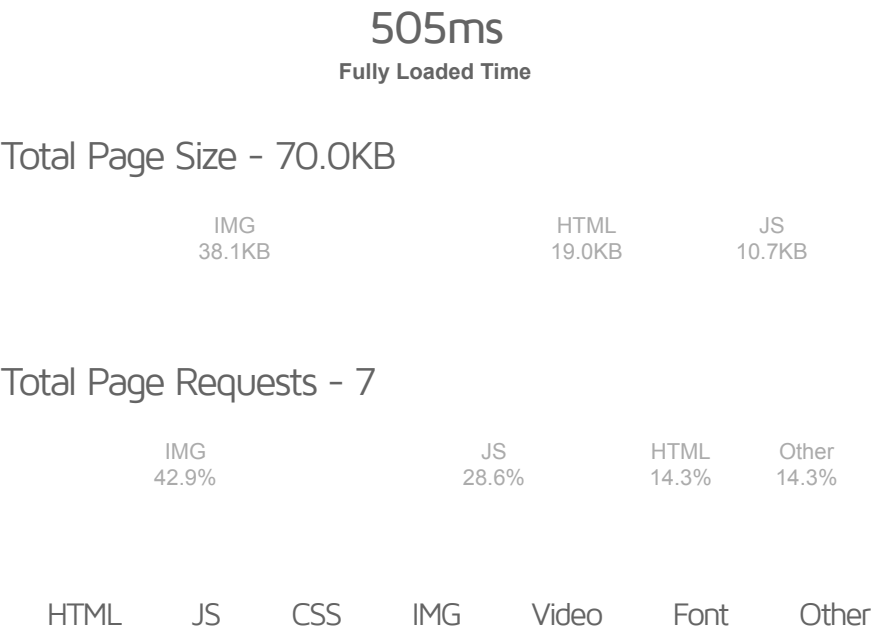 505ms
Fully Loaded Time
Total Page Size - 70.0KB
IMG HTML JS
38.1KB 19.0KB 10.7KB
Total Page Requests - 7
IMG JS HTML Other
42.9% 28.6% 14.3% 14.3%
HTML JS CSS IMG Video Font Other